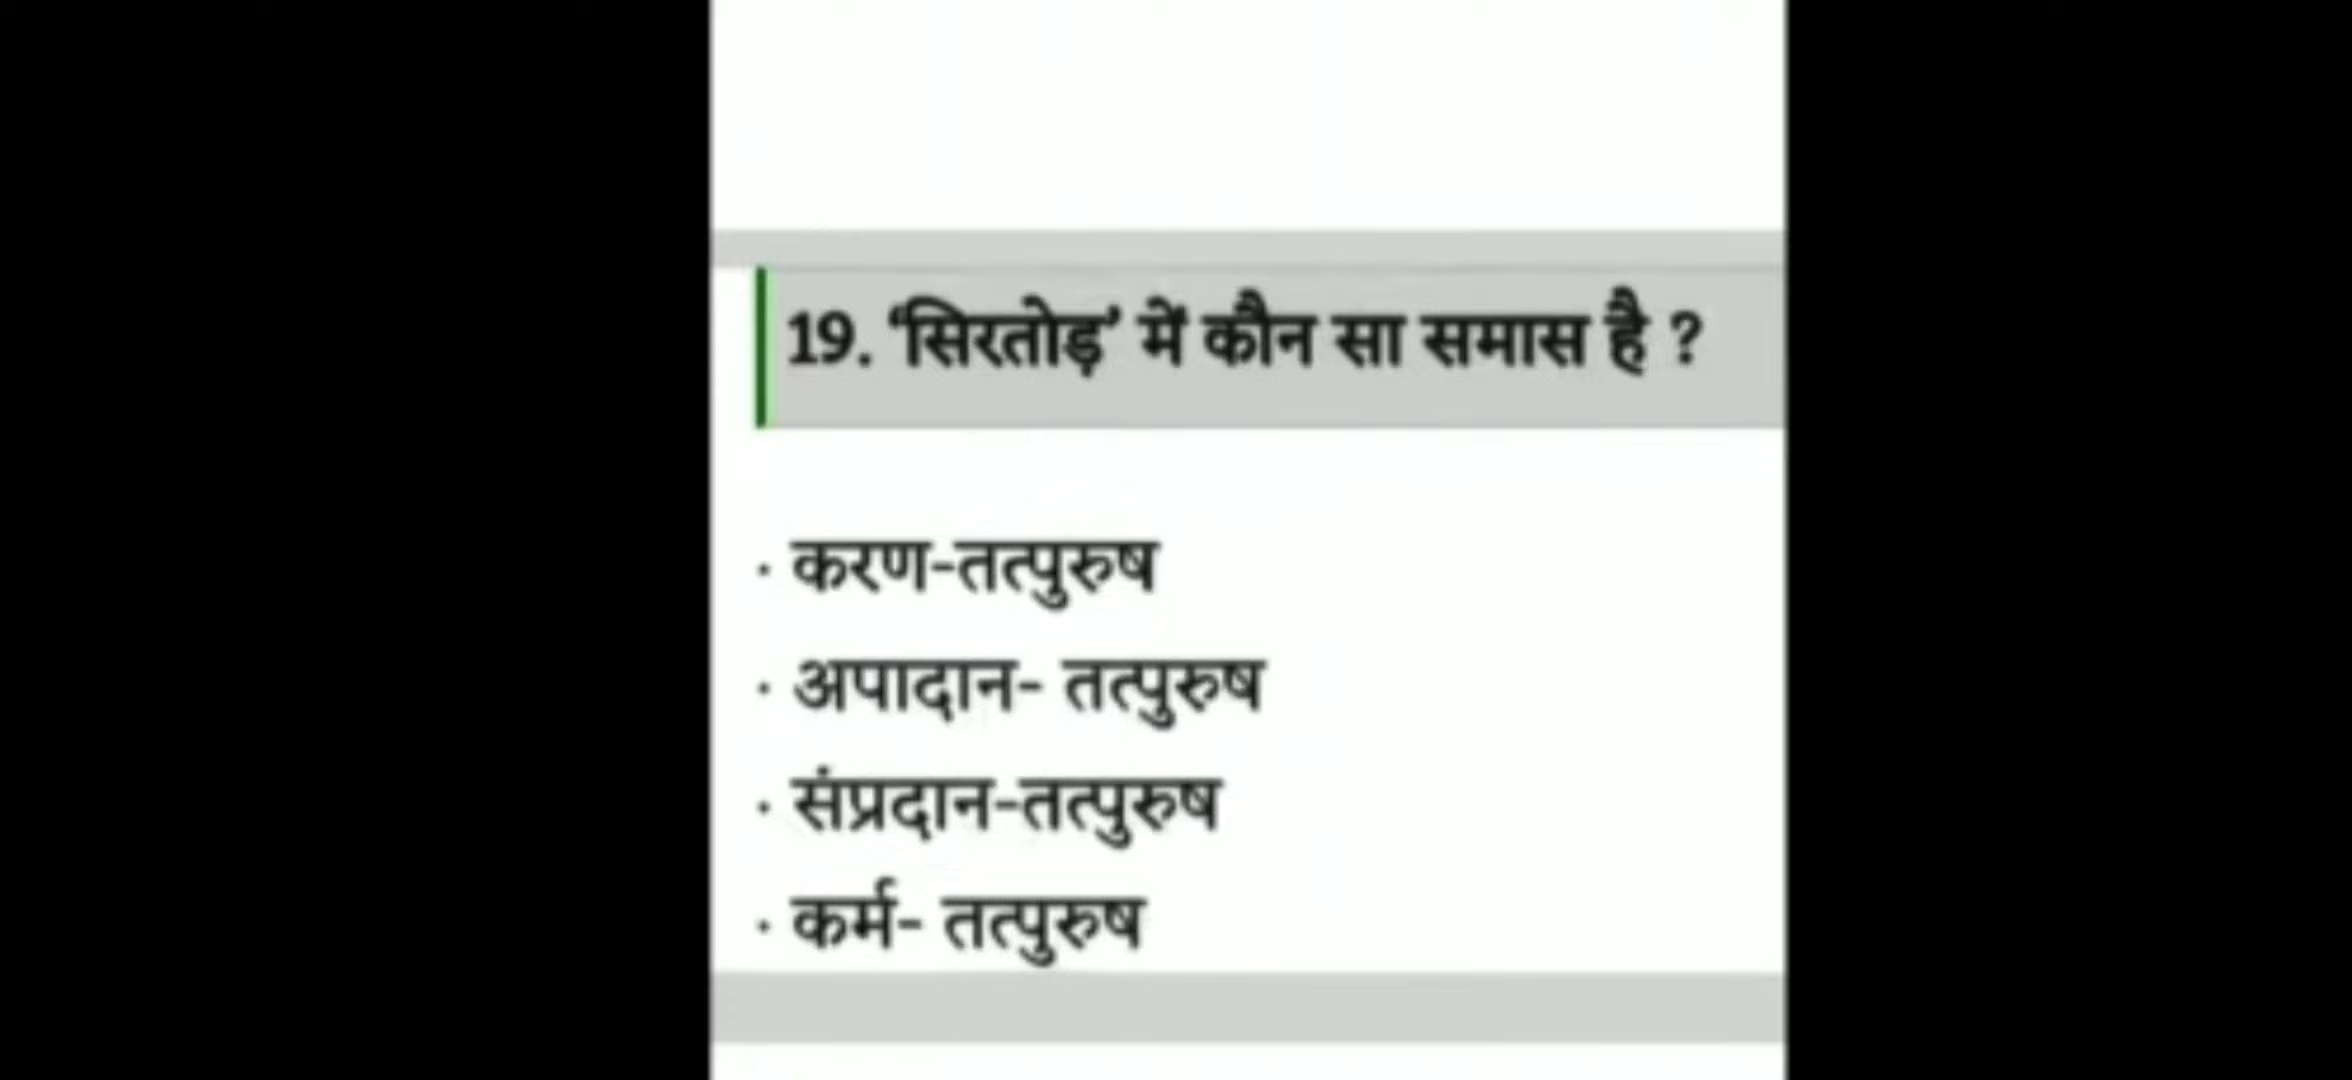 19. ‘सिरतोड़’ में कौन सा समास है ?
· करण-तत्पुरुष
· अपादान- तत्पुरुष
· संप्रदान-तत्पुरुष
· कर्म- तत्पुरुष